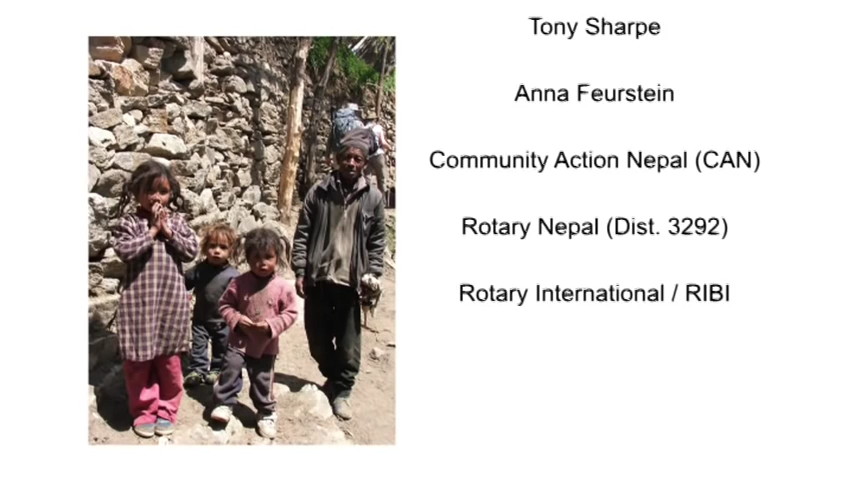 Tony Sharpe
Anna Feurstein
Community Action Nepal (CAN)
Rotary Nepal (Dist. 3292)
Rotary International / RIBI